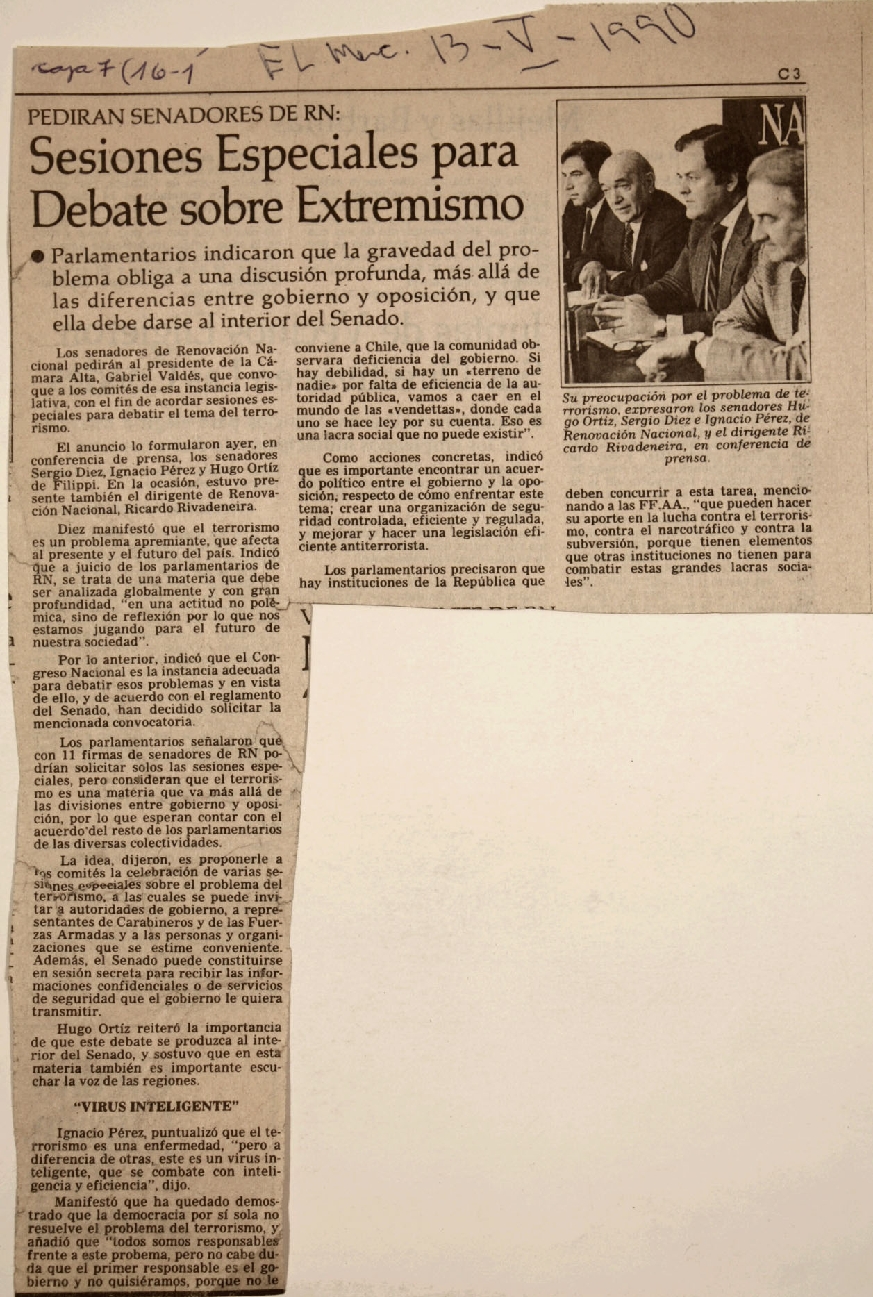 caja 7 (16-1
EL Merc. 13-V-1990
C 3
PEDIRAN SENADORES DE RN:
Sesiones Especiales para
Debate sobre Extremismo
● Parlamentarios indicaron que la gravedad del pro-
blema obliga a una discusión profunda, más allá de
las diferencias entre gobierno y oposición, y que
ella debe darse al interior del Senado.
Los senadores de Renovación Na-
cional pedirán al presidente de la Cá-
mara Alta, Gabriel Valdés, que convo-
que a los comités de esa instancia legis-
lativa, con el fin de acordar sesiones es-
peciales para debatir el tema del terro-
rismo.
El anuncio lo formularon ayer, en
conferencia de prensa, los senadores
Sergio Diez, Ignacio Pérez y Hugo Ortíz
de Filippi. En la ocasión, estuvo pre-
sente también el dirigente de Renova-
ción Nacional, Ricardo Rivadeneira.
Diez manifestó que el terrorismo
es un problema apremiante, que afecta
al presente y el futuro del país. Indicó
que a juicio de los parlamentarios de
RN, se trata de una materia que debe
ser analizada globalmente y con gran
profundidad, "en una actitud no polé-
mica, sino de reflexión por lo que nos
estamos jugando para el futuro de
nuestra sociedad".
Por lo anterior, indicó que el Con-
greso Nacional es la instancia adecuada
para debatir esos problemas y en vista
de ello, y de acuerdo con el reglamento
del Senado, han decidido solicitar la
mencionada convocatoria.
Los parlamentarios señalaron que
con 11 firmas de senadores de RN po-
drían solicitar solos las sesiones espe-
ciales, pero consideran que el terroris-
mo es una materia que va más allá de
las divisiones entre gobierno y oposi-
ción, por lo que esperan contar con el
acuerdo del resto de los parlamentarios
de las diversas colectividades.
La idea, dijeron, es proponerle a
los comités la celebración de varias se-
siones especiales sobre el problema del
terrorismo, a las cuales se puede invi-
tar a autoridades de gobierno, a repre-
sentantes de Carabineros y de las Fuer-
zas Armadas y a las personas y organi-
zaciones que se estime conveniente.
Además, el Senado puede constituirse
en sesión secreta para recibir las infor-
maciones confidenciales o de servicios
de seguridad que el gobierno le quiera
transmitir.
Hugo Ortíz reiteró la importancia
de que este debate se produzca al inte-
rior del Senado, y sostuvo que en esta
materia también es importante escu-
char la voz de las regiones.
"VIRUS INTELIGENTE"
Ignacio Pérez, puntualizó que el te-
rrorismo es una enfermedad, "pero a
diferencia de otras, este es un virus in-
teligente, que se combate con inteli-
gencia y eficiencia", dijo.
Manifestó que ha quedado demos-
trado que la democracia por sí sola no
resuelve el problema del terrorismo, y
añadió que "todos somos responsables
frente a este probema, pero no cabe du-
da que el primer responsable es el go-
bierno y no quisiéramos, porque no le
conviene a Chile, que la comunidad ob-
servara deficiencia del gobierno. Si
hay debilidad, si hay un «terreno de
nadie» por falta de eficiencia de la au-
toridad pública, vamos a caer en el
mundo de las «vendettas», donde cada
uno se hace ley por su cuenta. Eso es
una lacra social que no puede existir".
Como acciones concretas, indicó
que es importante encontrar un acuer-
do político entre el gobierno y la opo-
sición; respecto de cómo enfrentar este
tema; crear una organización de segu-
ridad controlada, eficiente y regulada,
y mejorar y hacer una legislación efi-
ciente antiterrorista.
Los parlamentarios precisaron que
hay instituciones de la República que
NA
Su preocupación por el problema de te-
rrorismo, expresaron los senadores Hu-
go Ortíz, Sergio Diez e Ignacio Pérez, de
Renovación Nacional, y el dirigente Ri-
cardo Rivadeneira, en conferencia de
prensa.
deben concurrir a esta tarea, mencio-
nando a las FF.AA., "que pueden hacer
su aporte en la lucha contra el terroris-
mo, contra el narcotráfico y contra la
subversión, porque tienen elementos
que otras instituciones no tienen para
combatir estas grandes lacras socia-
les".